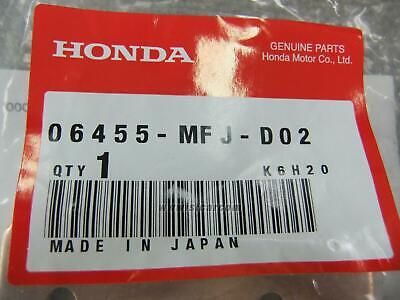 HONDA
GENUINE PARTS
Honda Motor Co., Ltd.
06455-MFJ-D02
QTY 1 K6H20
MADE IN JAPAN